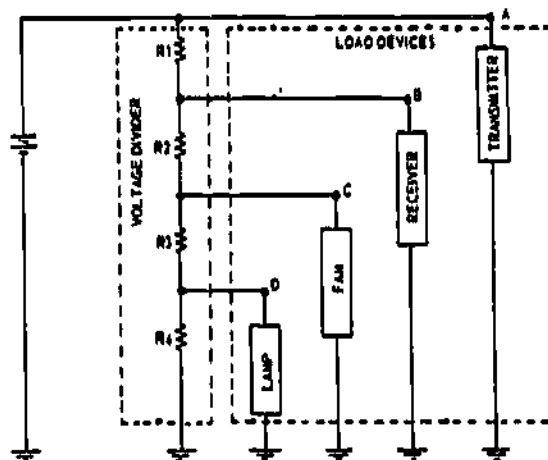 A
R1
LOAD DEVICES
TRANSMITTER
B
VOLTAGE DIVIDER
R2
RECEIVER
C
R3
FAN
D
R4
LAMP